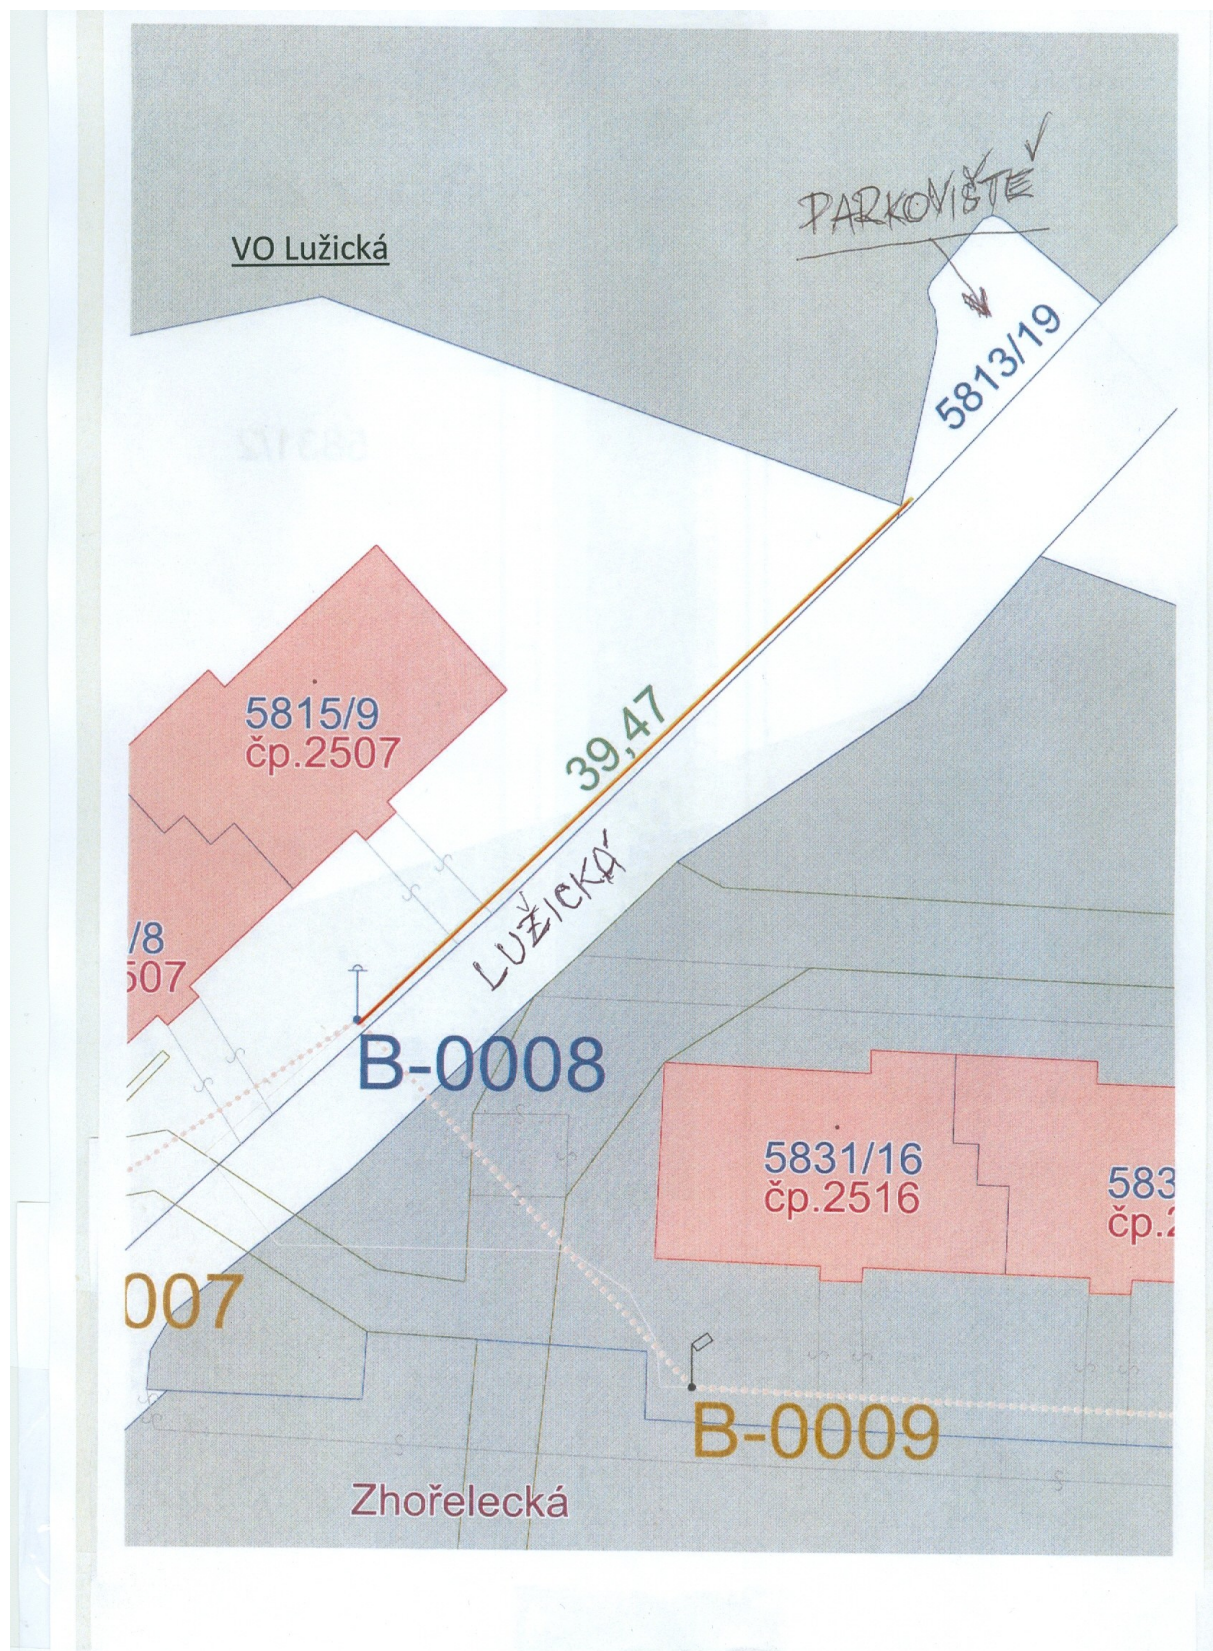 PARKOVIŠTĚ
VO Lužická
5813/19
39,47
5815/9
čp.2507
LUŽICKÁ
/8
507
B-0008
5831/16
čp.2516
583
čp.2
007
B-0009
Zhořelecká